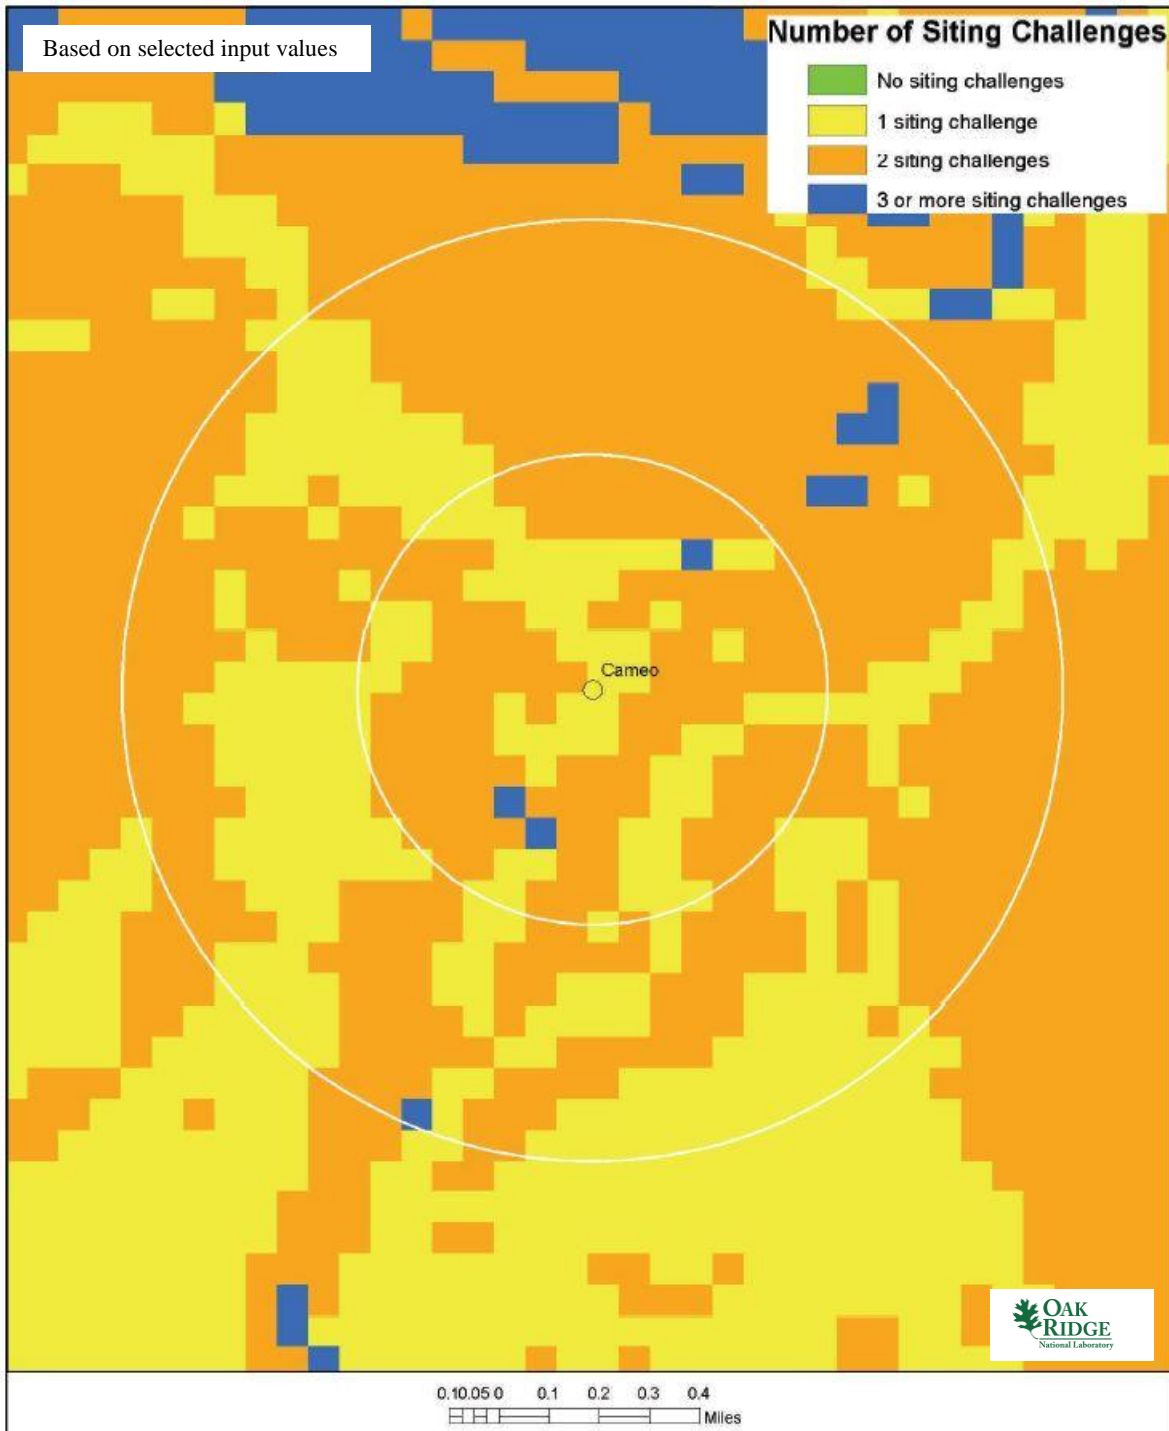 Based on selected input values
Number of Siting Challenges
No siting challenges
1 siting challenge
2 siting challenges
3 or more siting challenges
Cameo
OAK
RIDGE
National Laboratory
0.10.05 0 0.1 0.2 0.3 0.4
Miles